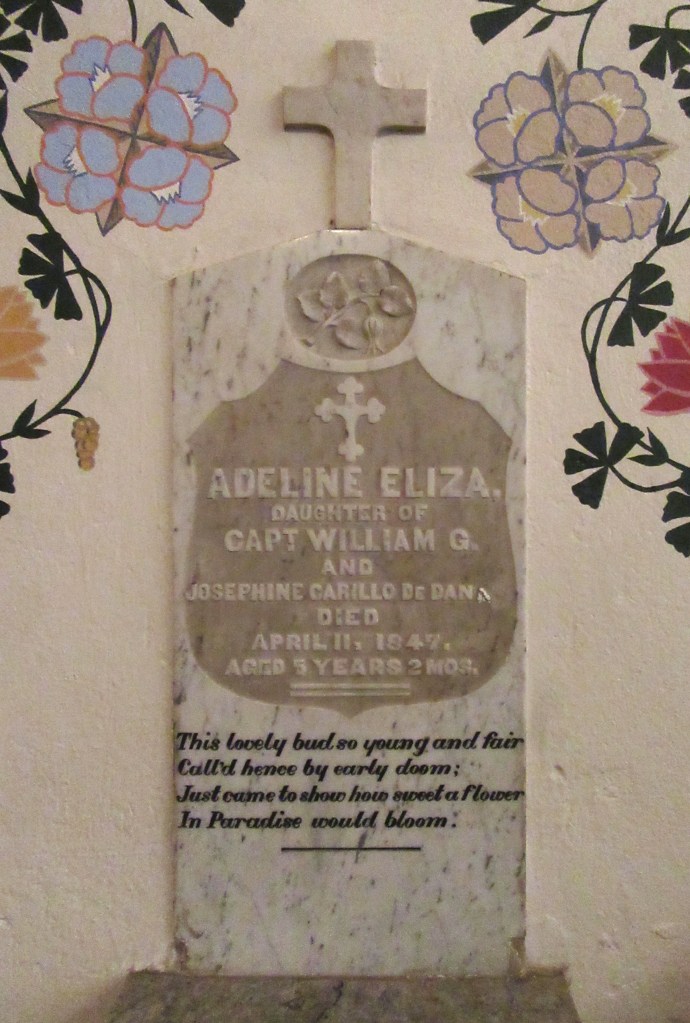 ADELINE ELIZA,
DAUGHTER OF
CAPT WILLIAM G.
AND
JOSEPHINE CARILLO DE DANA
DIED
APRIL 11, 1847.
AGED 5 YEARS 2 MOS.
This lovely bud so young and fair
Call'd hence by early doom;
Just came to show how sweet a flower
In Paradise would bloom.